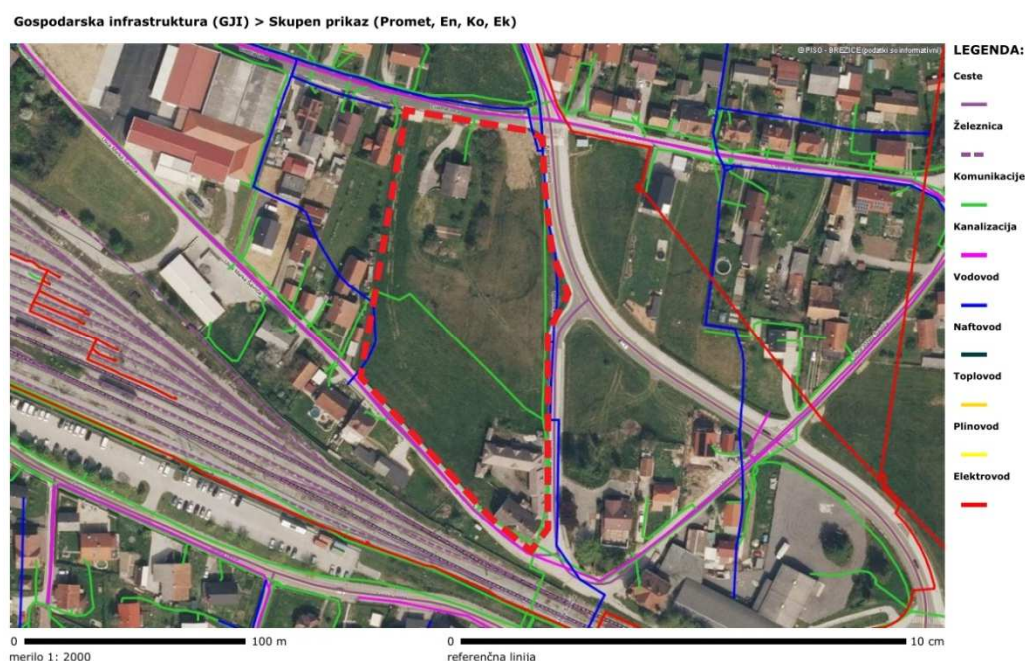 Gospodarska infrastruktura (GJI) > Skupen prikaz (Promet, En, Ko, Ek)
© PISO - BREŽICE (podatki so informativni)
LEGENDA:
Ceste
Železnica
Komunikacije
Kanalizacija
Vodovod
Naftovod
Toplovod
Plinovod
Elektrovod
0 100 m 0 10 cm
merilo 1: 2000 referenčna linija